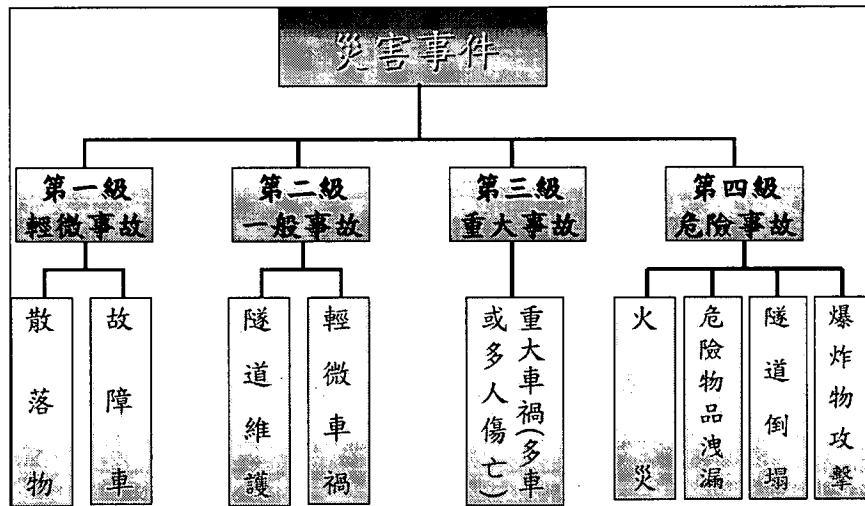 災害事件
第一級
輕微事故
第二級
一般事故
第三級
重大事故
第四級
危險事故
散落物
故障車
隧道維護
輕微車禍
重大車禍(多車
或多人傷亡)
火災
危險物品洩漏
隧道倒塌
爆炸物攻擊